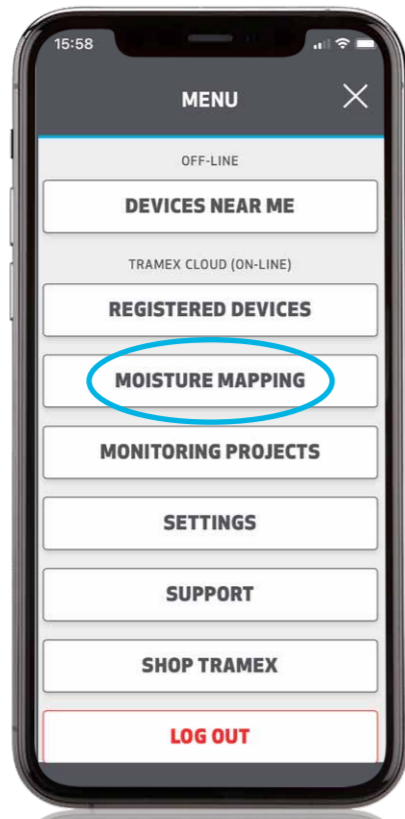 15:58
MENU
OFF-LINE
DEVICES NEAR ME
TRAMEX CLOUD (ON-LINE)
REGISTERED DEVICES
MOISTURE MAPPING
MONITORING PROJECTS
SETTINGS
SUPPORT
SHOP TRAMEX
LOG OUT